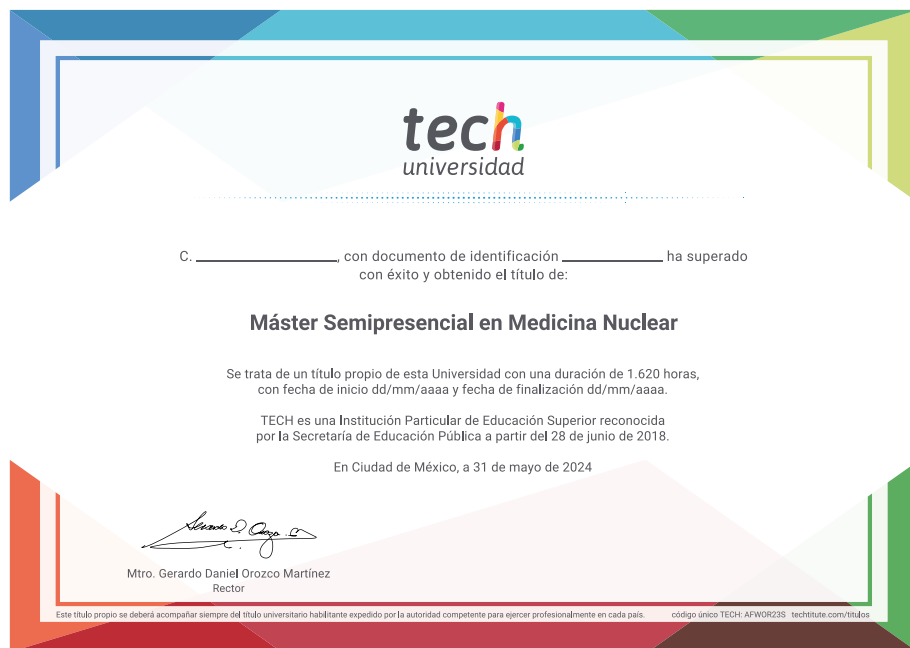 tech
universidad
C. ____________________, con documento de identificación ______________ ha superado
con éxito y obtenido el título de:
Máster Semipresencial en Medicina Nuclear
Se trata de un título propio de esta Universidad con una duración de 1.620 horas,
con fecha de inicio dd/mm/aaaa y fecha de finalización dd/mm/aaaa.
TECH es una Institución Particular de Educación Superior reconocida
por la Secretaría de Educación Pública a partir del 28 de junio de 2018.
En Ciudad de México, a 31 de mayo de 2024
Mtro. Gerardo Daniel Orozco Martínez
Rector
Este título propio se deberá acompañar siempre del título universitario habilitante expedido por la autoridad competente para ejercer profesionalmente en cada país. código único TECH: AFWOR23S techtitute.com/titulos